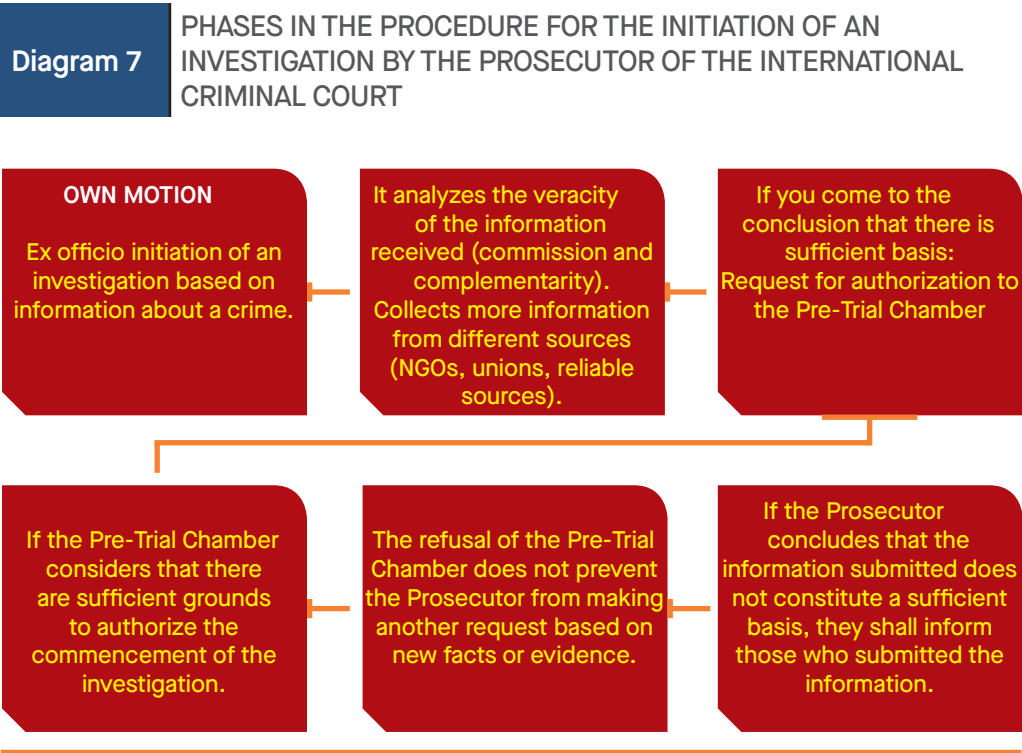 Diagram 7
PHASES IN THE PROCEDURE FOR THE INITIATION OF AN
INVESTIGATION BY THE PROSECUTOR OF THE INTERNATIONAL
CRIMINAL COURT
OWN MOTION
Ex officio initiation of an
investigation based on
information about a crime.
It analyzes the veracity
of the information
received (commission and
complementarity).
Collects more information
from different sources
(NGOs, unions, reliable
sources).
If you come to the
conclusion that there is
sufficient basis:
Request for authorization to
the Pre-Trial Chamber
If the Pre-Trial Chamber
considers that there
are sufficient grounds
to authorize the
commencement of the
investigation.
The refusal of the Pre-Trial
Chamber does not prevent
the Prosecutor from making
another request based on
new facts or evidence.
If the Prosecutor
concludes that the
information submitted does
not constitute a sufficient
basis, they shall inform
those who submitted the
information.